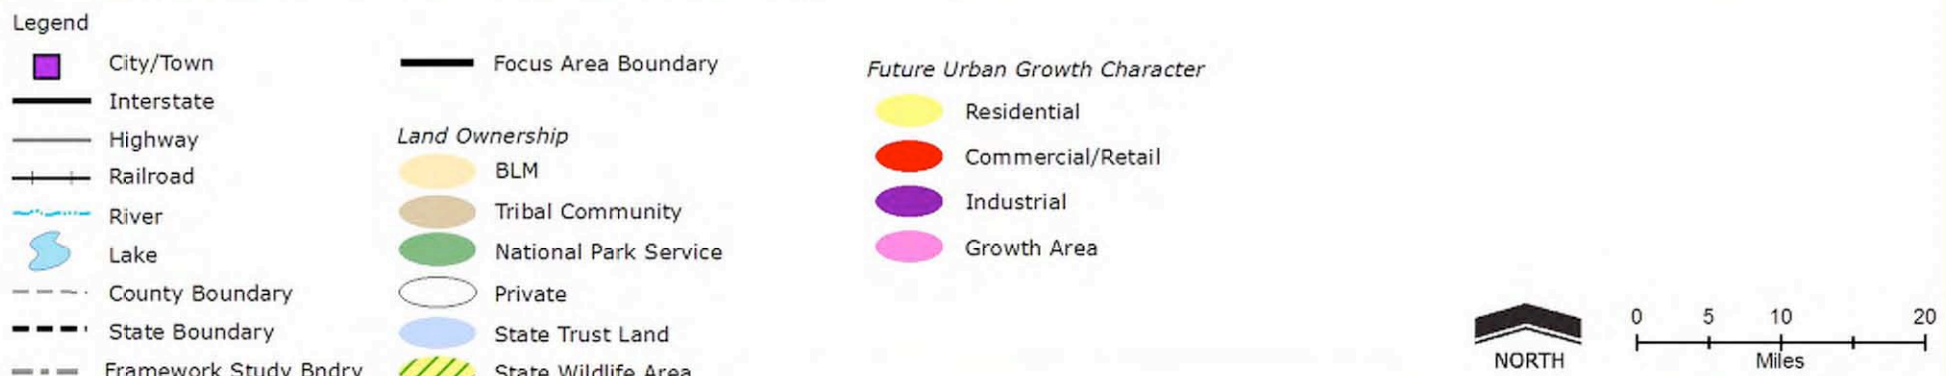 Legend
City/Town
Interstate
Highway
Railroad
River
Lake
County Boundary
State Boundary
Framework Study Bndry
Focus Area Boundary
Land Ownership
BLM
Tribal Community
National Park Service
Private
State Trust Land
State Wildlife Area
Future Urban Growth Character
Residential
Commercial/Retail
Industrial
Growth Area
NORTH
0 5 10 20
Miles